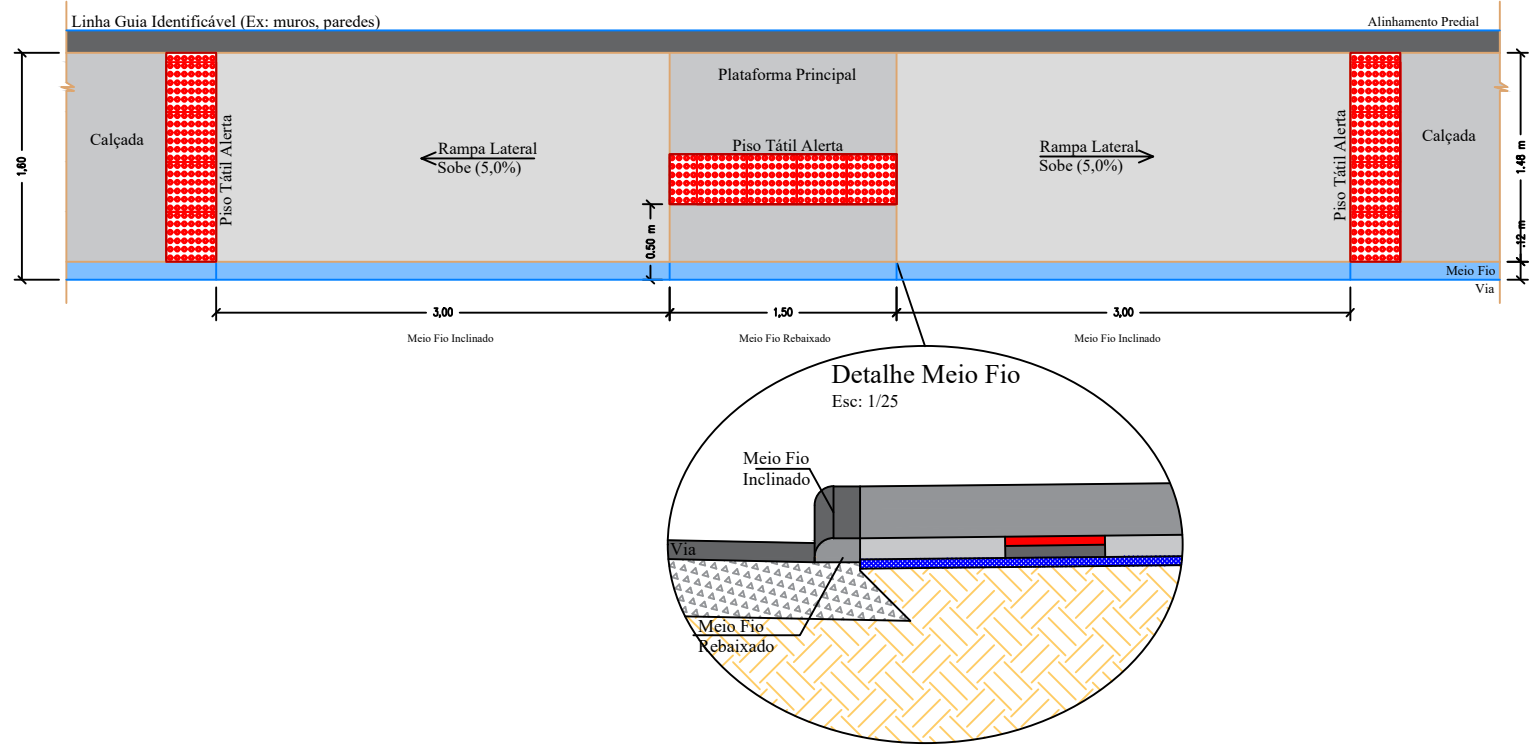 Linha Guia Identificável (Ex: muros, paredes)
Alinhamento Predial
Plataforma Principal
Calçada
Piso Tátil Alerta
Rampa Lateral
Sobe (5,0%)
Piso Tátil Alerta
Rampa Lateral
Sobe (5,0%)
Piso Tátil Alerta
Calçada
1,60
0.50 m
1.48 m
.12 m
Meio Fio
Via
3,00
1,50
3,00
Meio Fio Inclinado
Meio Fio Rebaixado
Meio Fio Inclinado
Detalhe Meio Fio
Esc: 1/25
Meio Fio
Inclinado
Via
Meio Fio
Rebaixado